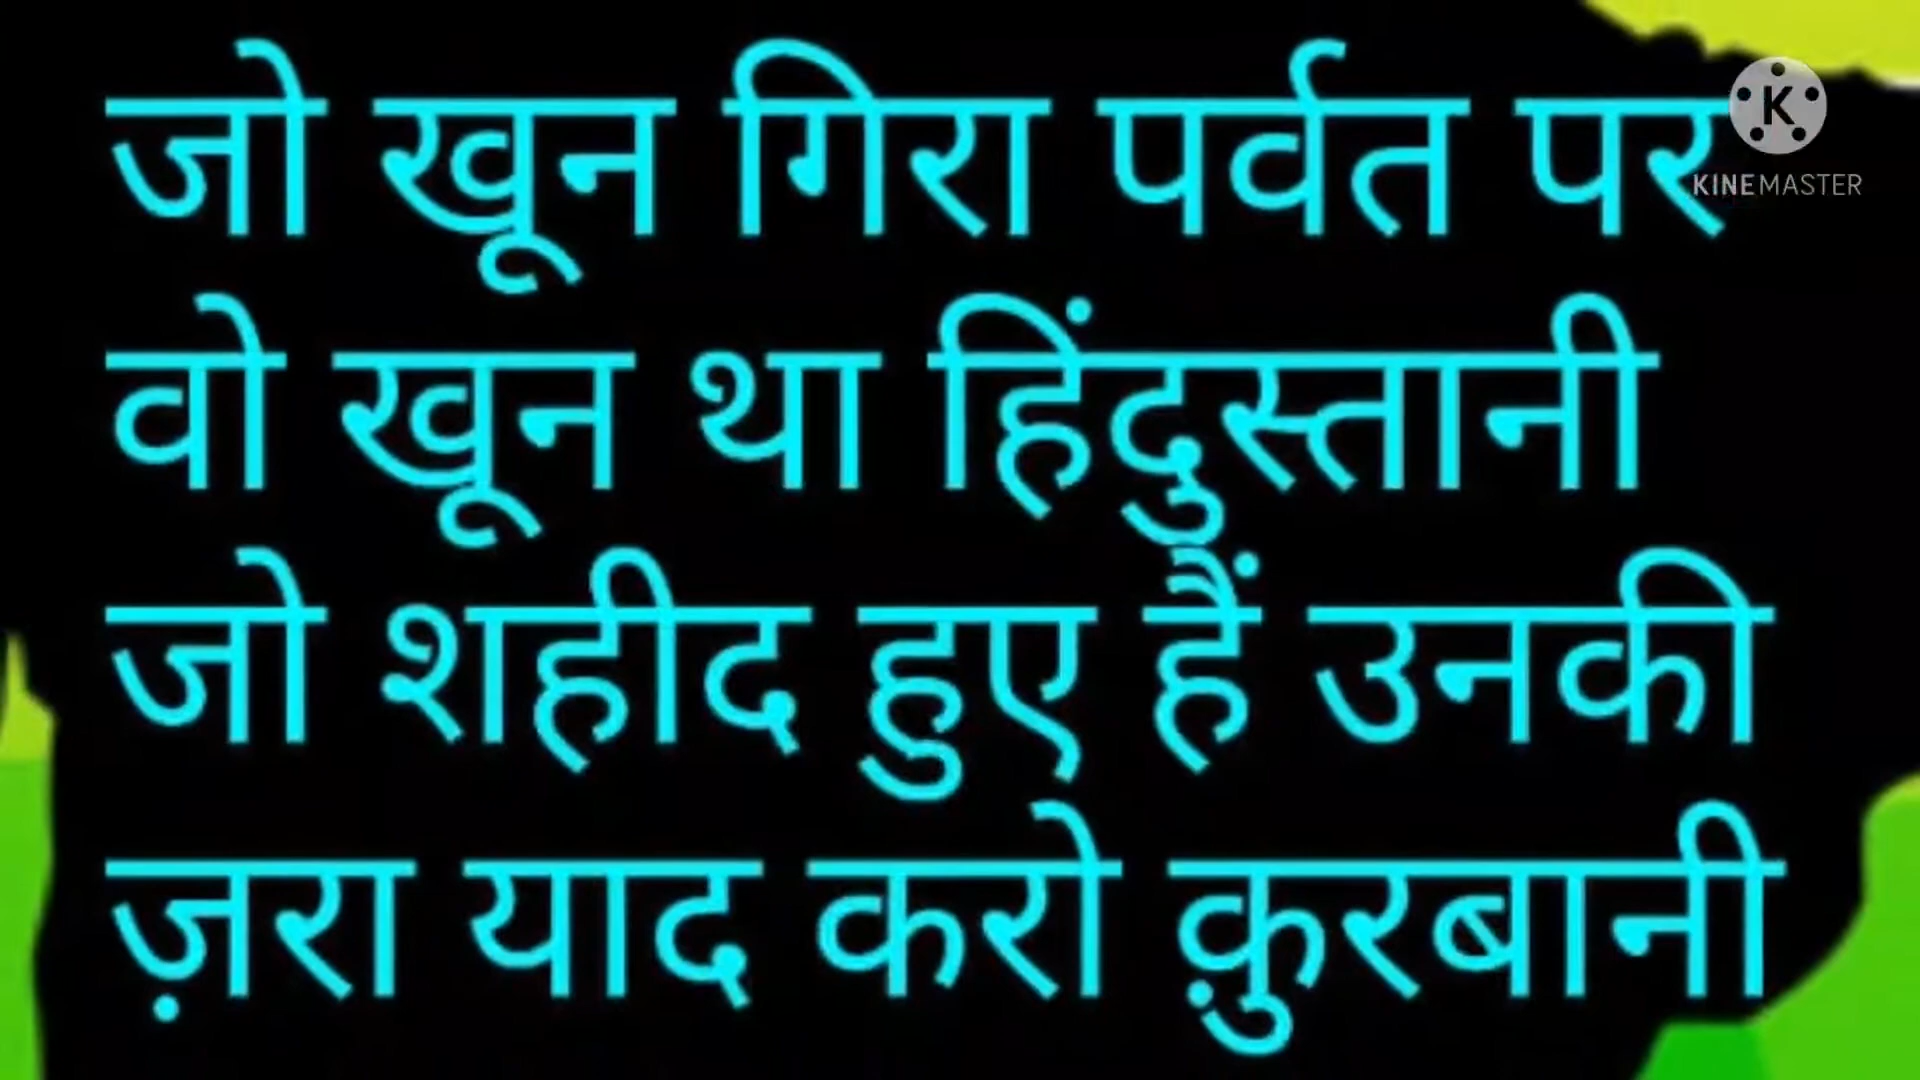 जो खून गिरा पर्वत पर
वो खून था हिंदुस्तानी
जो शहीद हुए हैं उनकी
ज़रा याद करो क़ुरबानी
K
KINEMASTER